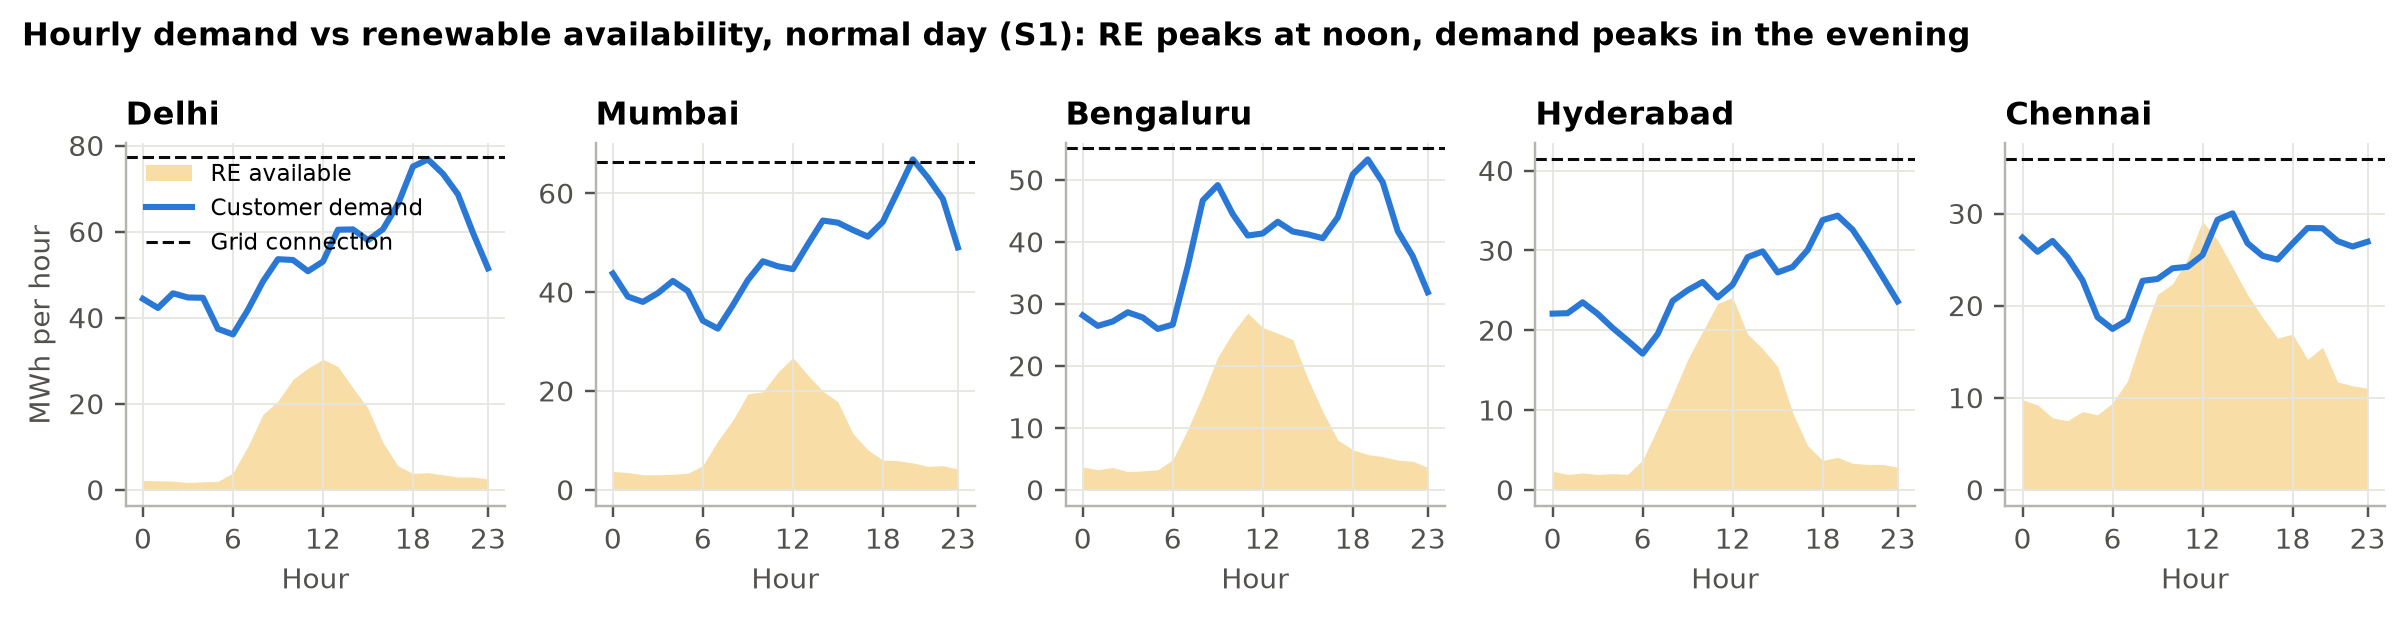 Hourly demand vs renewable availability, normal day (S1): RE peaks at noon, demand peaks in the evening
Delhi
MWh per hour
80
60
40
20
0
RE available
Customer demand
Grid connection
0 6 12 18 23
Hour
Mumbai
60
40
20
0
0 6 12 18 23
Hour
Bengaluru
50
40
30
20
10
0
0 6 12 18 23
Hour
Hyderabad
40
30
20
10
0
0 6 12 18 23
Hour
Chennai
30
20
10
0
0 6 12 18 23
Hour